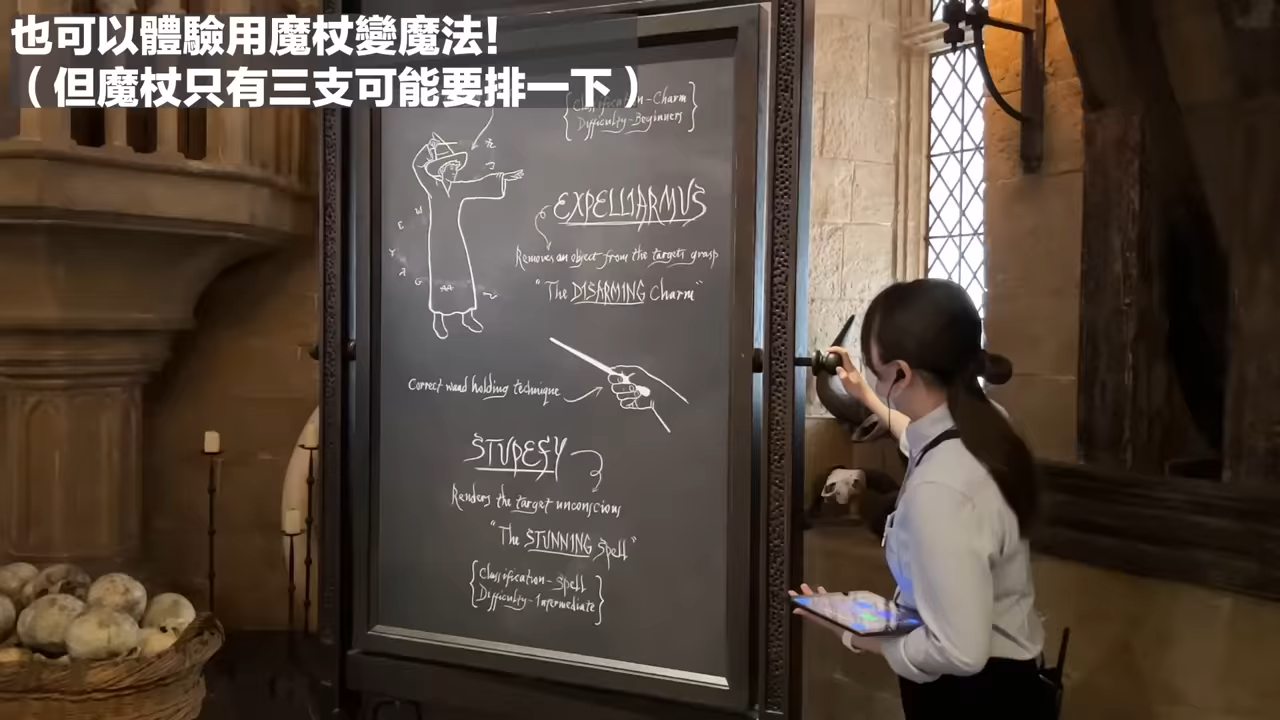 也可以體驗用魔杖變魔法!
（但魔杖只有三支可能要排一下）
Classification-Charm
Difficulty-Beginners
EXPELLIARMUS
Removes an object from the targets grasp
"The DISARMING Charm"
Correct wand holding technique
STUPEFY
Renders the target unconscious
"The STUNNING Spell"
Classification-Spell
Difficulty-Intermediate